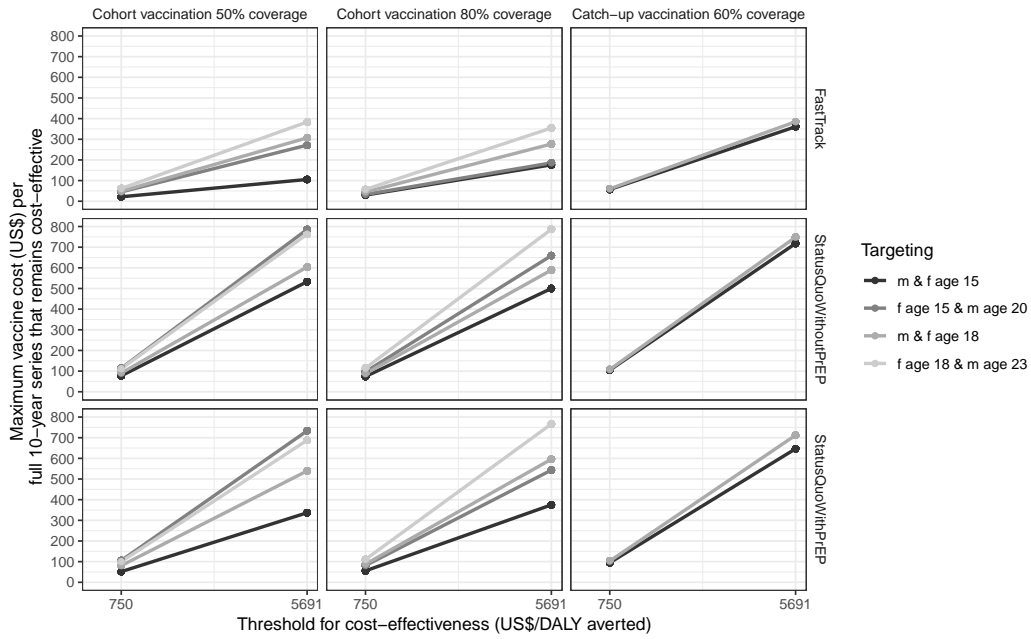 Cohort vaccination 50% coverage
Cohort vaccination 80% coverage
Catch−up vaccination 60% coverage
800
700
600
500
400
300
200
100
0
FastTrack
800
700
600
500
400
300
200
100
0
StatusQuoWithoutPrEP
800
700
600
500
400
300
200
100
0
StatusQuoWithPrEP
Maximum vaccine cost (US$) per
full 10−year series that remains cost−effective
750
5691
750
5691
750
5691
Threshold for cost−effectiveness (US$/DALY averted)
Targeting
m & f age 15
f age 15 & m age 20
m & f age 18
f age 18 & m age 23